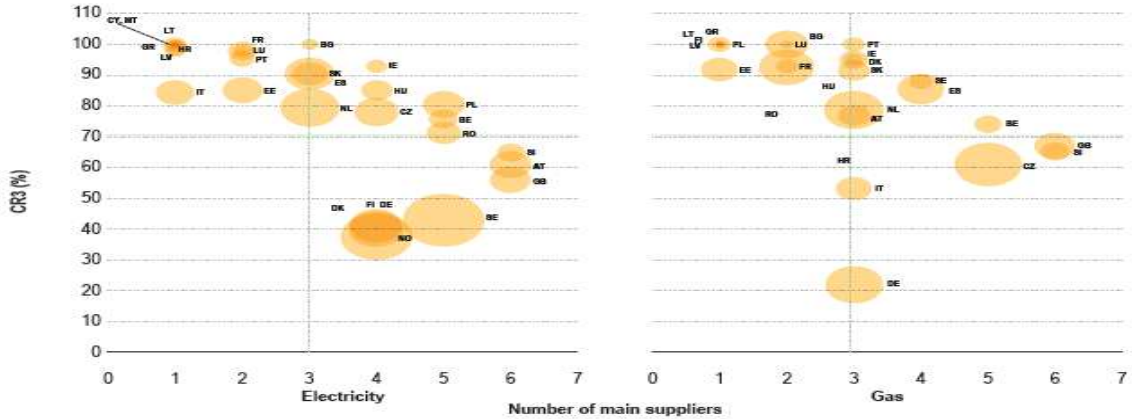 110
CY, MT
LT
FR
GR
HR
LU
BG
LV
PT
100
90
SK
IE
ES
IT
EE
HU
80
NL
CZ
PL
BE
RO
70
SI
60
AT
GB
50
DK
FI DE
SE
40
NO
30
20
10
0
CR3 (%)
0 1 2 3 4 5 6 7
Electricity
LT
GR
FI
LV
PL
BG
LU
PT
IE
DK
EE
FR
SK
SE
ES
HU
NL
RO
AT
BE
GB
SI
HR
CZ
IT
DE
0 1 2 3 4 5 6 7
Gas
Number of main suppliers